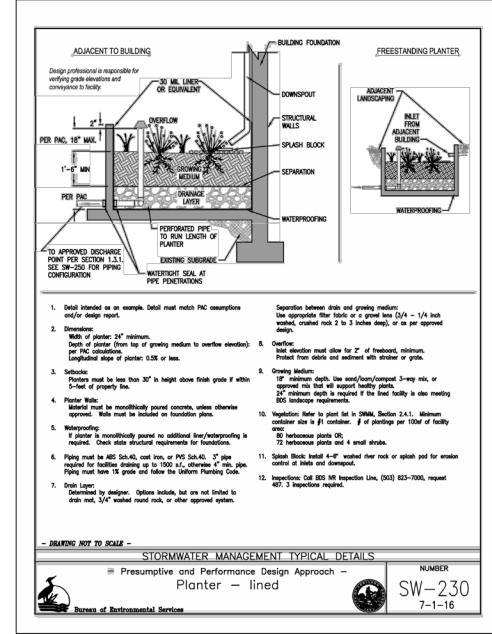 ADJACENT TO BUILDING
Design professional is responsible for
verifying grade elevations and
conveyance to facility.
BUILDING FOUNDATION
FREESTANDING PLANTER
30 MIL LINER
OR EQUIVALENT
DOWNSPOUT
OVERFLOW
2"
PER PAC, 18" MAX.
1'-6" MIN
PER PAC
STRUCTURAL
WALLS
SPLASH BLOCK
GROWING
MEDIUM
SEPARATION
DRAINAGE
LAYER
WATERPROOFING
PERFORATED PIPE
TO RUN LENGTH OF
PLANTER
TO APPROVED DISCHARGE
POINT PER SECTION 1.3.1.
SEE SW-250 FOR PIPING
CONFIGURATION
EXISTING SUBGRADE
WATERTIGHT SEAL AT
PIPE PENETRATIONS
ADJACENT
LANDSCAPING
INLET
FROM
ADJACENT
BUILDING
WATERPROOFING
1. Detail intended as an example. Detail must match PAC assumptions
and/or design report.
2. Dimensions:
Width of planter: 24" minimum.
Depth of planter (from top of growing medium to overflow elevation):
per PAC calculations.
Longitudinal slope of planter: 0.5% or less.
3. Setbacks:
Planters must be less than 30" in height above finish grade if within
5-feet of property line.
4. Planter Walls:
Material must be monolithically poured concrete, unless otherwise
approved. Walls must be included on foundation plans.
5. Waterproofing:
If planter is monolithically poured no additional liner/waterproofing is
required. Check state structural requirements for foundations.
6. Piping must be ABS Sch.40, cast iron, or PVS Sch.40. 3" pipe
required for facilities draining up to 1500 s.f., otherwise 4" min. pipe.
Piping must have 1% grade and follow the Uniform Plumbing Code.
7. Drain Layer:
Determined by designer. Options include, but are not limited to
drain mat, 3/4" washed round rock, or other approved system.
Separation between drain and growing medium:
Use appropriate filter fabric or a gravel lens (3/4 - 1/4 inch
washed, crushed rock 2 to 3 inches deep), or as per approved
design.
8. Overflow:
Inlet elevation must allow for 2" of freeboard, minimum.
Protect from debris and sediment with strainer or grate.
9. Growing Medium:
18" minimum depth. Use sand/loam/compost 3-way mix, or
approved mix that will support healthy plants.
24" minimum depth is required if the lined facility is also meeting
BDS landscape requirements.
10. Vegetation: Refer to plant list in SWMM, Section 2.4.1. Minimum
container size is #1 container. # of plantings per 100sf of facility
area:
80 herbaceous plants OR;
72 herbaceous plants and 4 small shrubs.
11. Splash Block: Install 4-6" washed river rock or splash pad for erosion
control at inlets and downspout.
12. Inspections: Call BDS IVR Inspection Line, (503) 823-7000, request
487. 3 inspections required.
- DRAWING NOT TO SCALE -
STORMWATER MANAGEMENT TYPICAL DETAILS
Presumptive and Performance Design Approach -
Planter - lined
Bureau of Environmental Services
NUMBER
SW-230
7-1-16